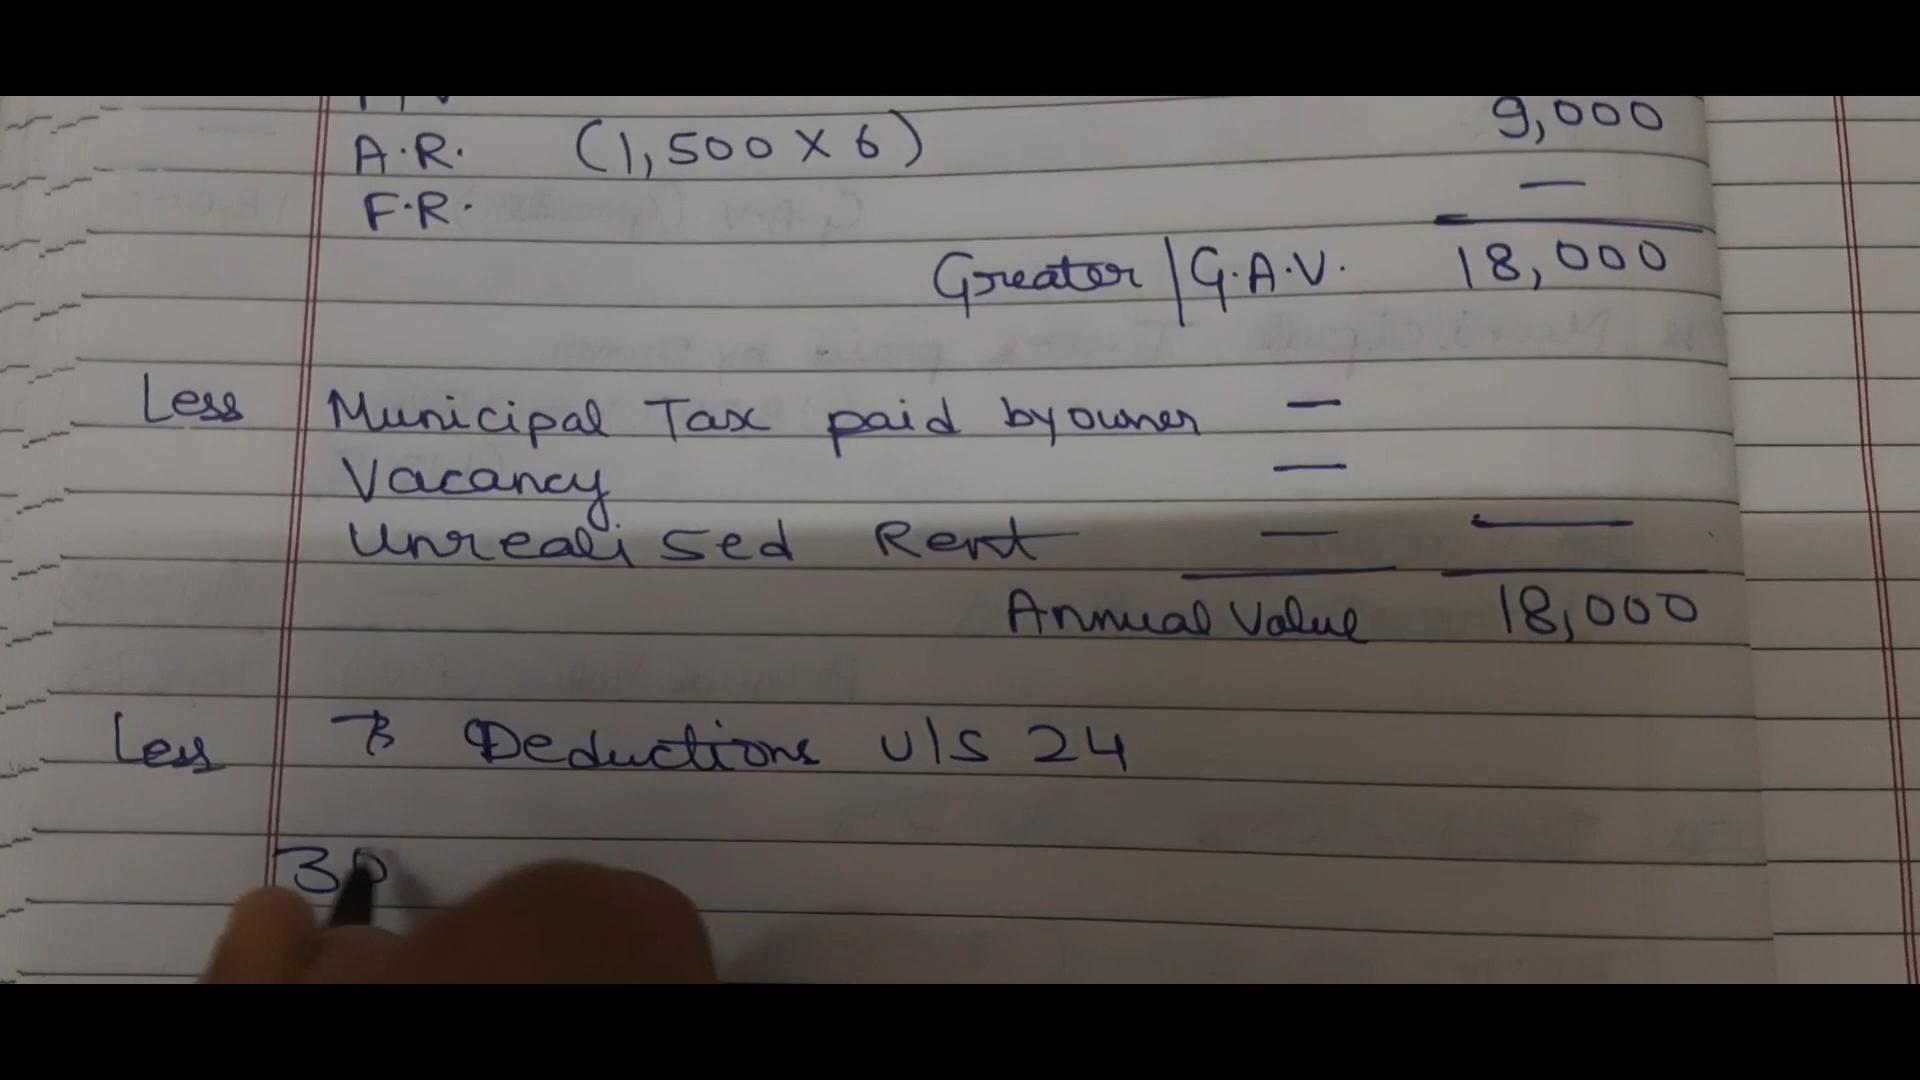 9,000
A.R. (1,500 X 6)
F.R. —
Greater | G.A.V. 18,000
Less Municipal Tax paid by owner —
Vacancy —
Unrealised Rent — —
Annual Value 18,000
Less Deductions U/S 24
30